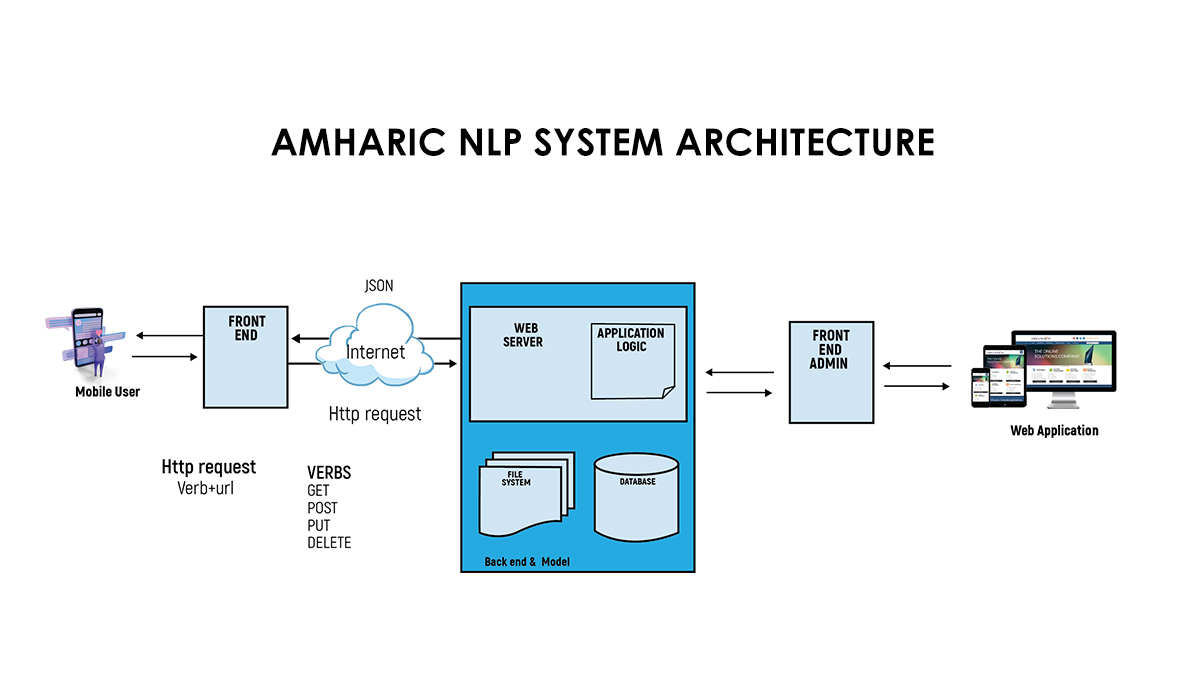 AMHARIC NLP SYSTEM ARCHITECTURE
JSON
FRONT
END
Internet
Mobile User
Http request
Http request
Verb+url
VERBS
GET
POST
PUT
DELETE
WEB
SERVER
APPLICATION
LOGIC
FILE
SYSTEM
DATABASE
Back end & Model
FRONT
END
ADMIN
THE ONLINE
SOLUTIONS COMPANY
Web Application